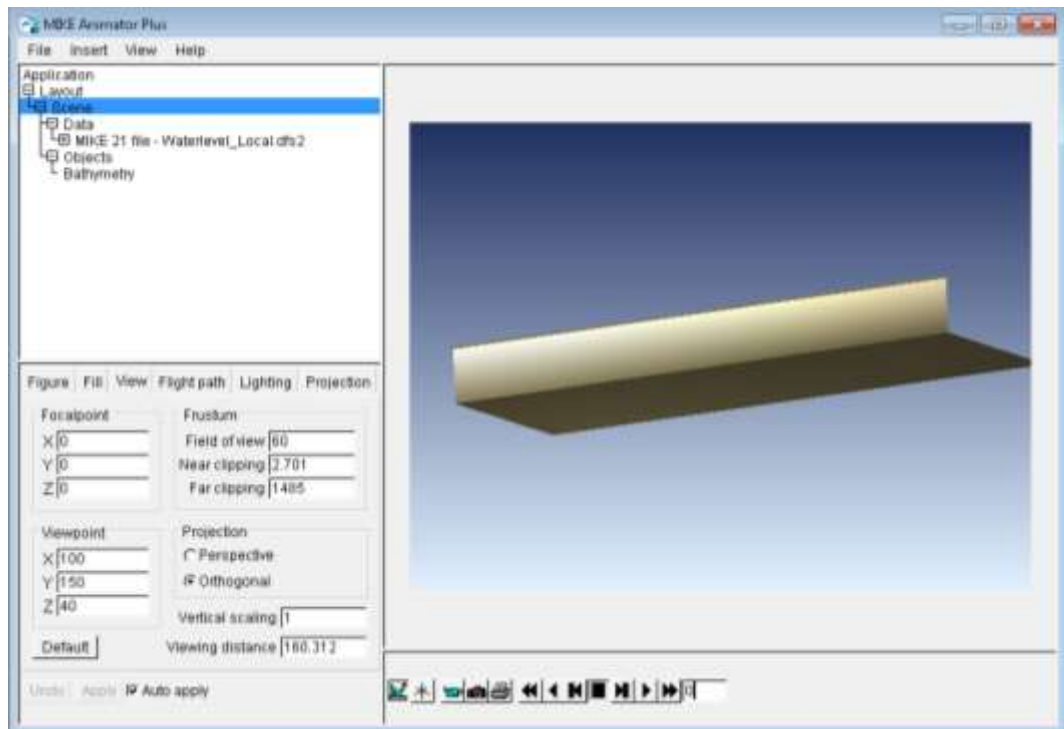 MIKE Animator Plus
File Insert View Help
Application
Layout
Scene
Data
MIKE 21 file - Waterlevel_Local.dfs2
Objects
Bathymetry
Figure Fill View Flight path Lighting Projection
Focalpoint
X 0
Y 0
Z 0
Frustum
Field of view 60
Near clipping 2.701
Far clipping 1485
Viewpoint
X 100
Y 150
Z 40
Projection
Perspective
Orthogonal
Vertical scaling 1
Default
Viewing distance 160.312
Undo Apply Auto apply
0